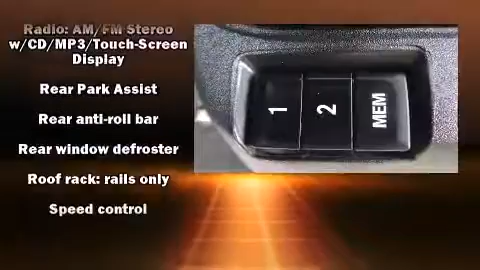 Radio: AM/FM Stereo
w/CD/MP3/Touch-Screen
Display
Rear Park Assist
Rear anti-roll bar
Rear window defroster
Roof rack: rails only
Speed control
1
2
MEM